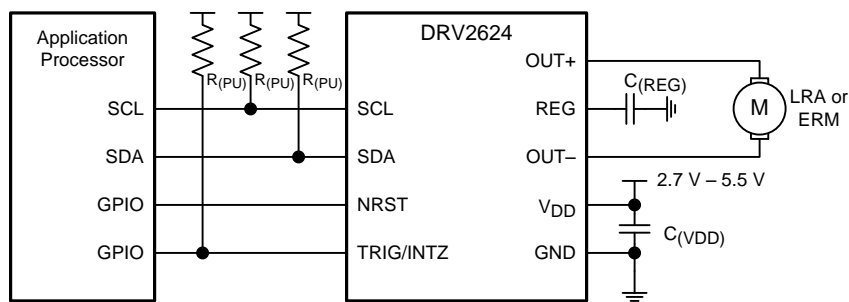 Application
Processor
SCL
SDA
GPIO
GPIO
R(PU)
R(PU)
R(PU)
DRV2624
SCL
SDA
NRST
TRIG/INTZ
OUT+
REG
OUT–
VDD
GND
C(REG)
M
LRA or
ERM
2.7 V – 5.5 V
C(VDD)